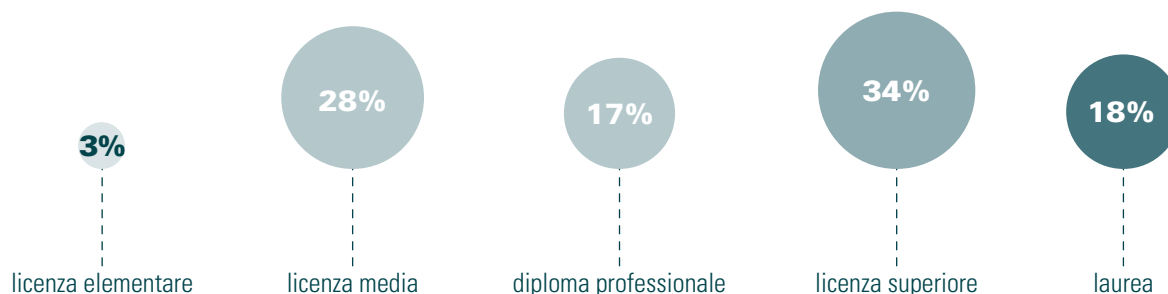 3% 28% 17% 34% 18%
licenza elementare licenza media diploma professionale licenza superiore laurea